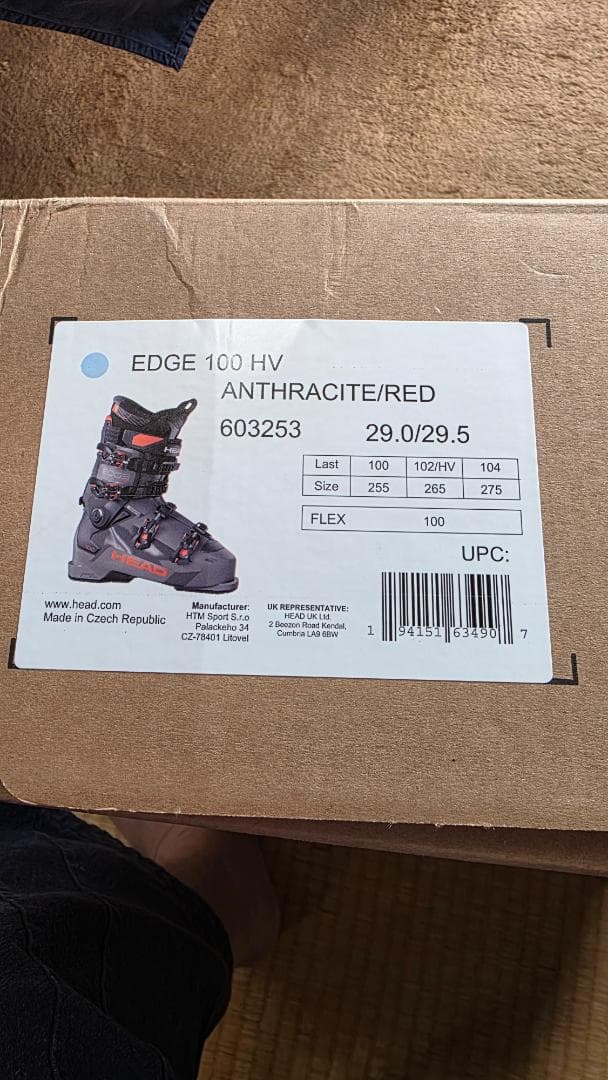 EDGE 100 HV
ANTHRACITE/RED
603253 29.0/29.5
Last 100 102/HV 104
Size 255 265 275
FLEX 100
UPC:
HEAD
www.head.com
Made in Czech Republic
Manufacturer:
HTM Sport S.r.o
Palackeho 34
CZ-78401 Litovel
UK REPRESENTATIVE:
HEAD UK Ltd.
2 Beezon Road Kendal,
Cumbria LA9 6BW
1 94151 63490 7